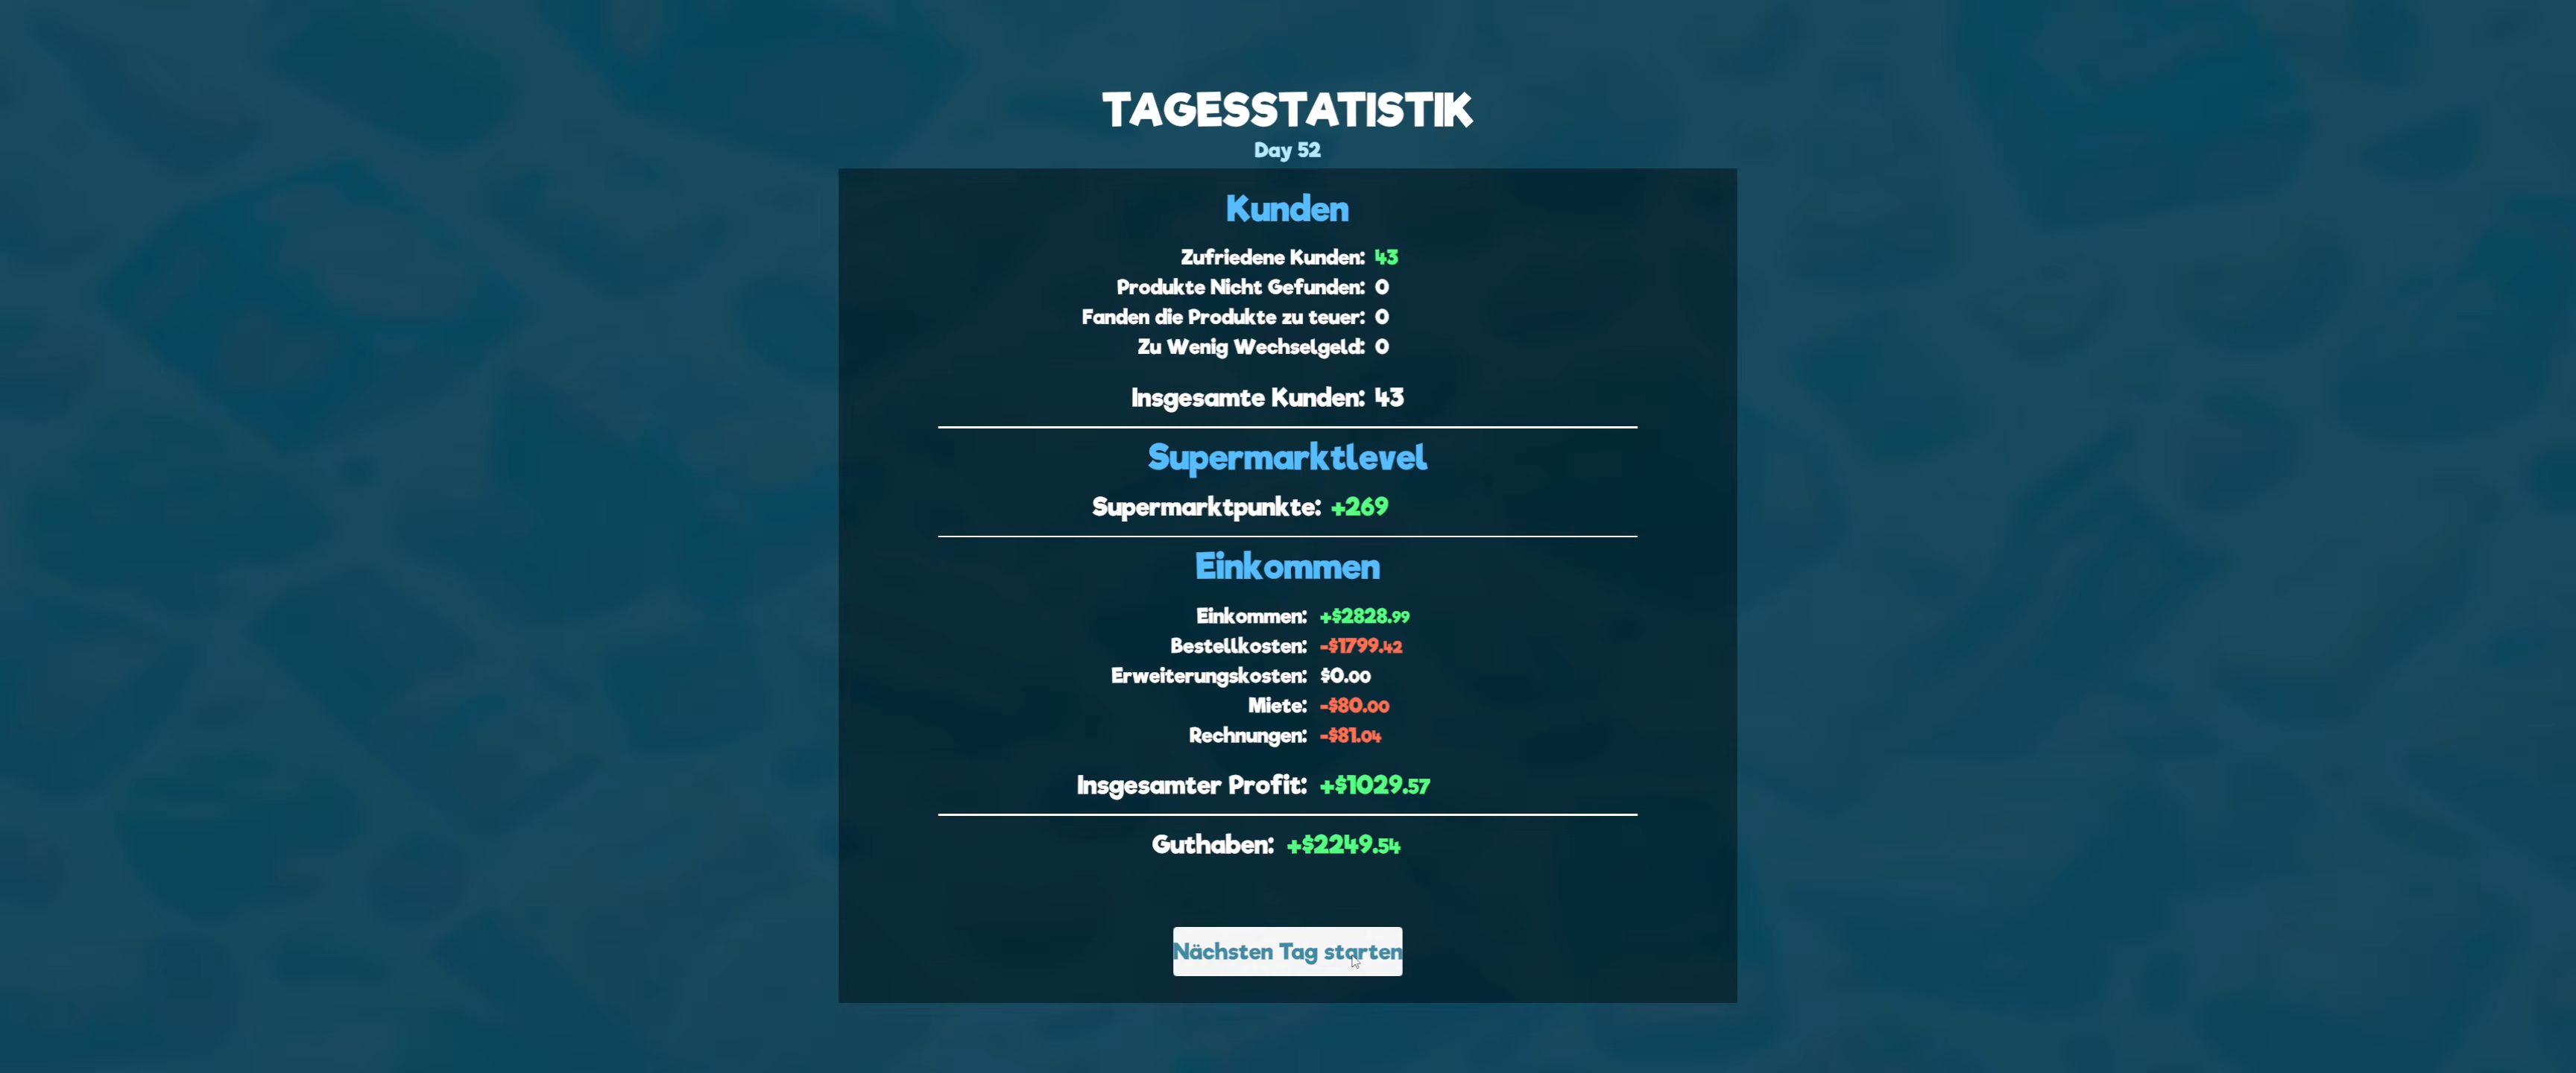 TAGESSTATISTIK
Day 52
Kunden
Zufriedene Kunden: 43
Produkte Nicht Gefunden: 0
Fanden die Produkte zu teuer: 0
Zu Wenig Wechselgeld: 0
Insgesamte Kunden: 43
Supermarktlevel
Supermarktpunkte: +269
Einkommen
Einkommen: +$2828.99
Bestellkosten: -$1799.42
Erweiterungskosten: $0.00
Miete: -$80.00
Rechnungen: -$81.04
Insgesamter Profit: +$1029.57
Guthaben: +$2249.54
Nächsten Tag starten